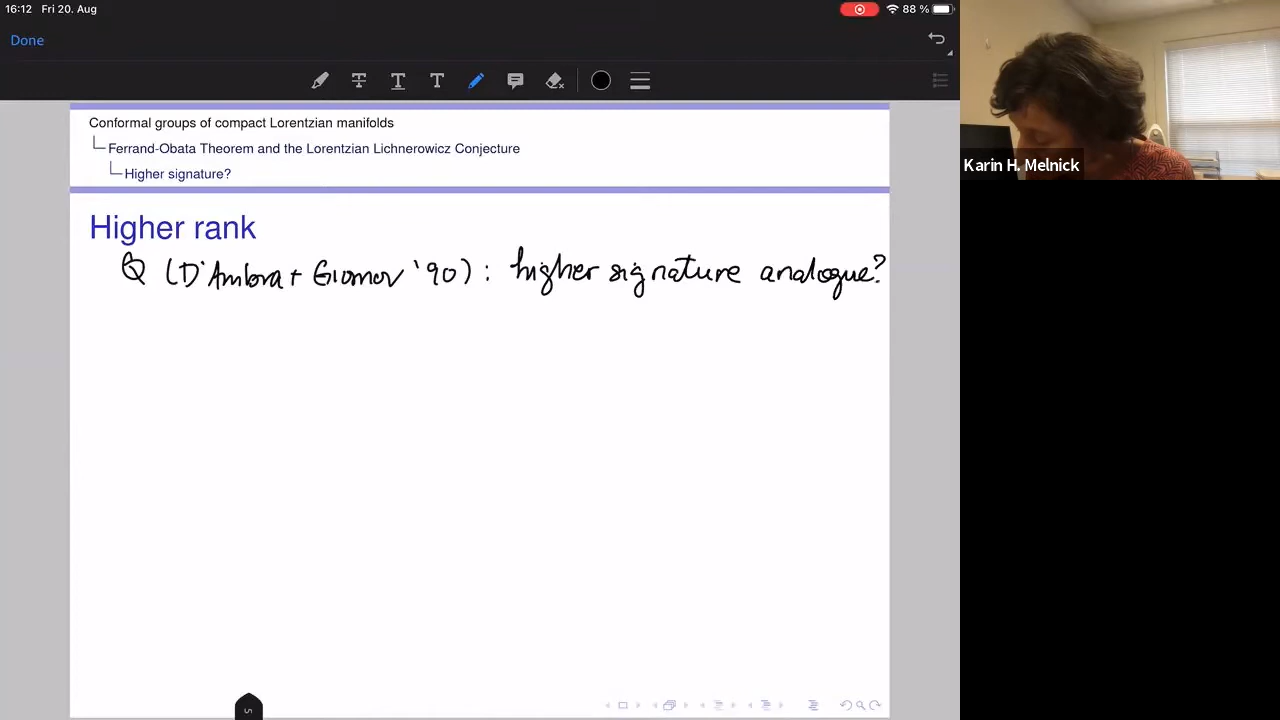 16:12 Fri 20. Aug
88 %
Done
T T T
Conformal groups of compact Lorentzian manifolds
Ferrand-Obata Theorem and the Lorentzian Lichnerowicz Conjecture
Higher signature?
Karin H. Melnick
Higher rank
Q (D'Ambra + Gromov '90) : higher signature analogue?
5